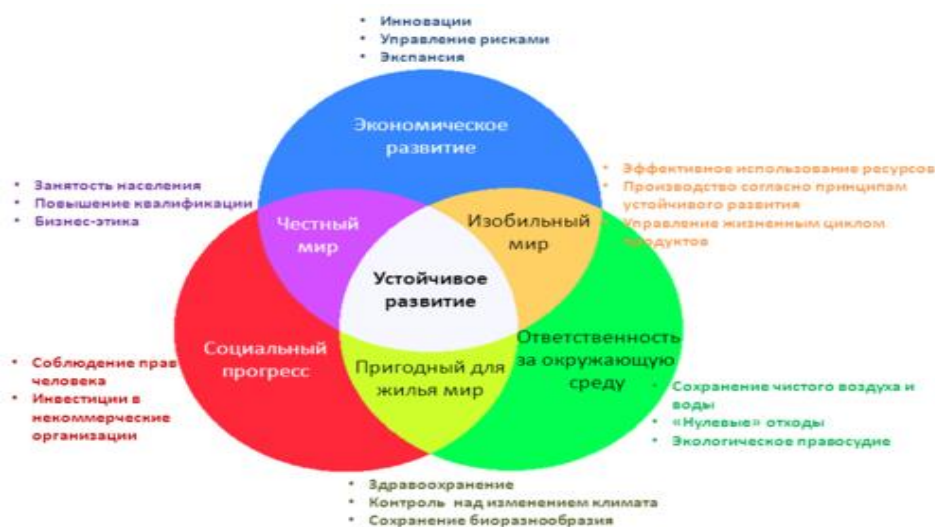 • Инновации
• Управление рисками
• Экспансия
Экономическое
развитие
• Занятость населения
• Повышение квалификации
• Бизнес-этика
• Эффективное использование ресурсов
• Производство согласно принципам
устойчивого развития
Управление жизненным циклом
продуктов
Честный
мир
Изобильный
мир
Устойчивое
развитие
Социальный
прогресс
Пригодный для
жилья мир
Ответственность
за окружающую
среду
• Соблюдение прав
человека
• Инвестиции в
некоммерческие
организации
• Сохранение чистого воздуха и
воды
• «Нулевые» отходы
• Экологическое правосудие
• Здравоохранение
• Контроль над изменением климата
• Сохранение биоразнообразия